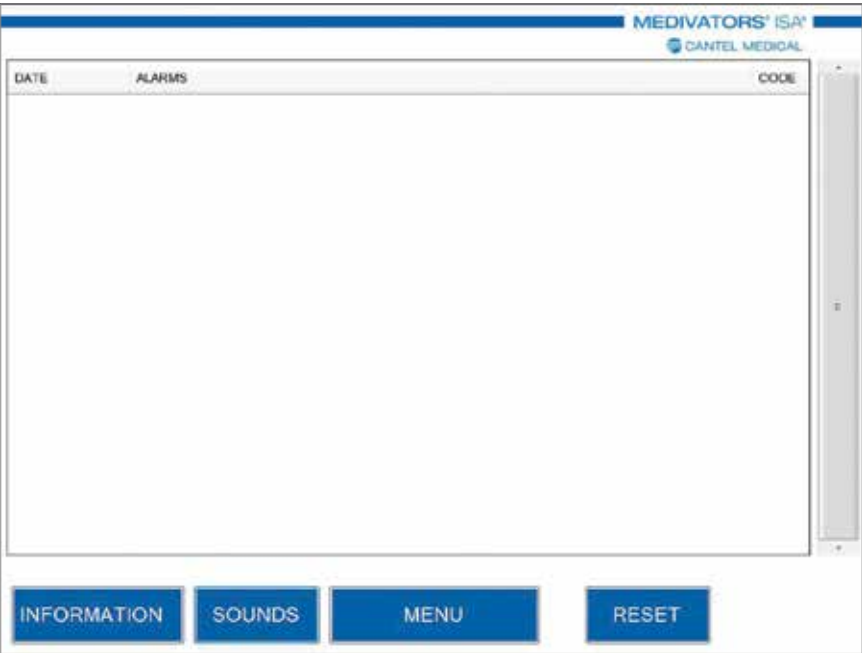 MEDIVATORS® ISA®
CANTEL MEDICAL
DATE ALARMS CODE
INFORMATION SOUNDS MENU RESET